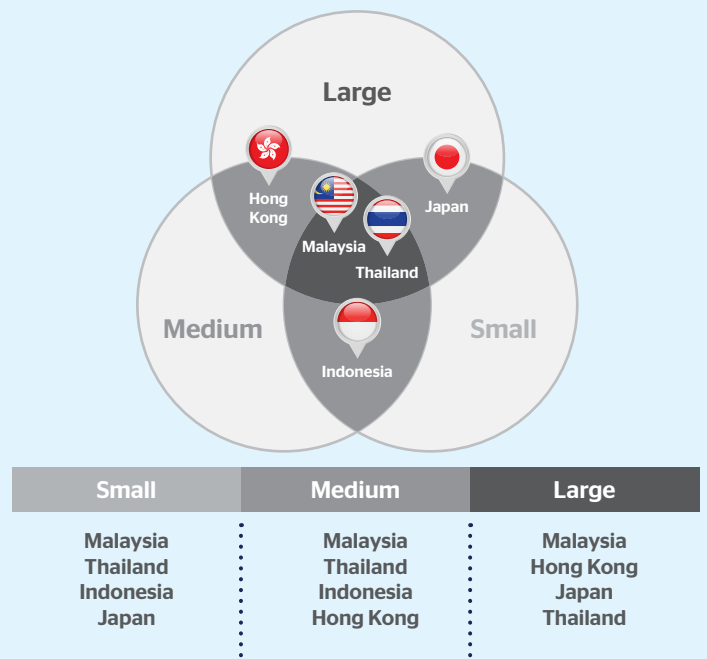 Large
Hong
Kong
Japan
Malaysia
Thailand
Medium
Small
Indonesia
Small
Medium
Large
Malaysia
Thailand
Indonesia
Japan
Malaysia
Thailand
Indonesia
Hong Kong
Malaysia
Hong Kong
Japan
Thailand